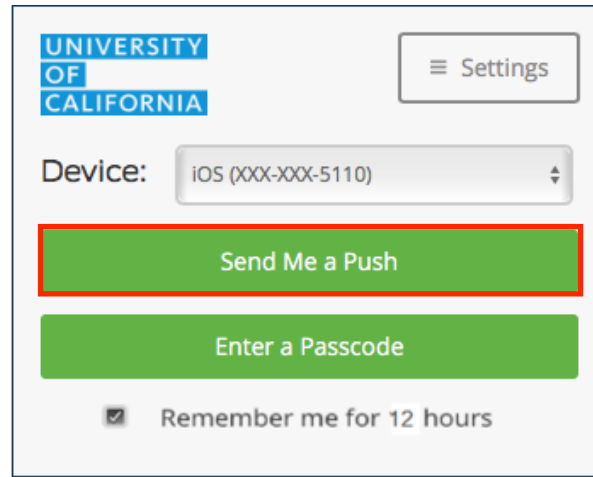 UNIVERSITY
OF
CALIFORNIA
≡ Settings
Device:
iOS (XXX-XXX-5110)
Send Me a Push
Enter a Passcode
Remember me for 12 hours